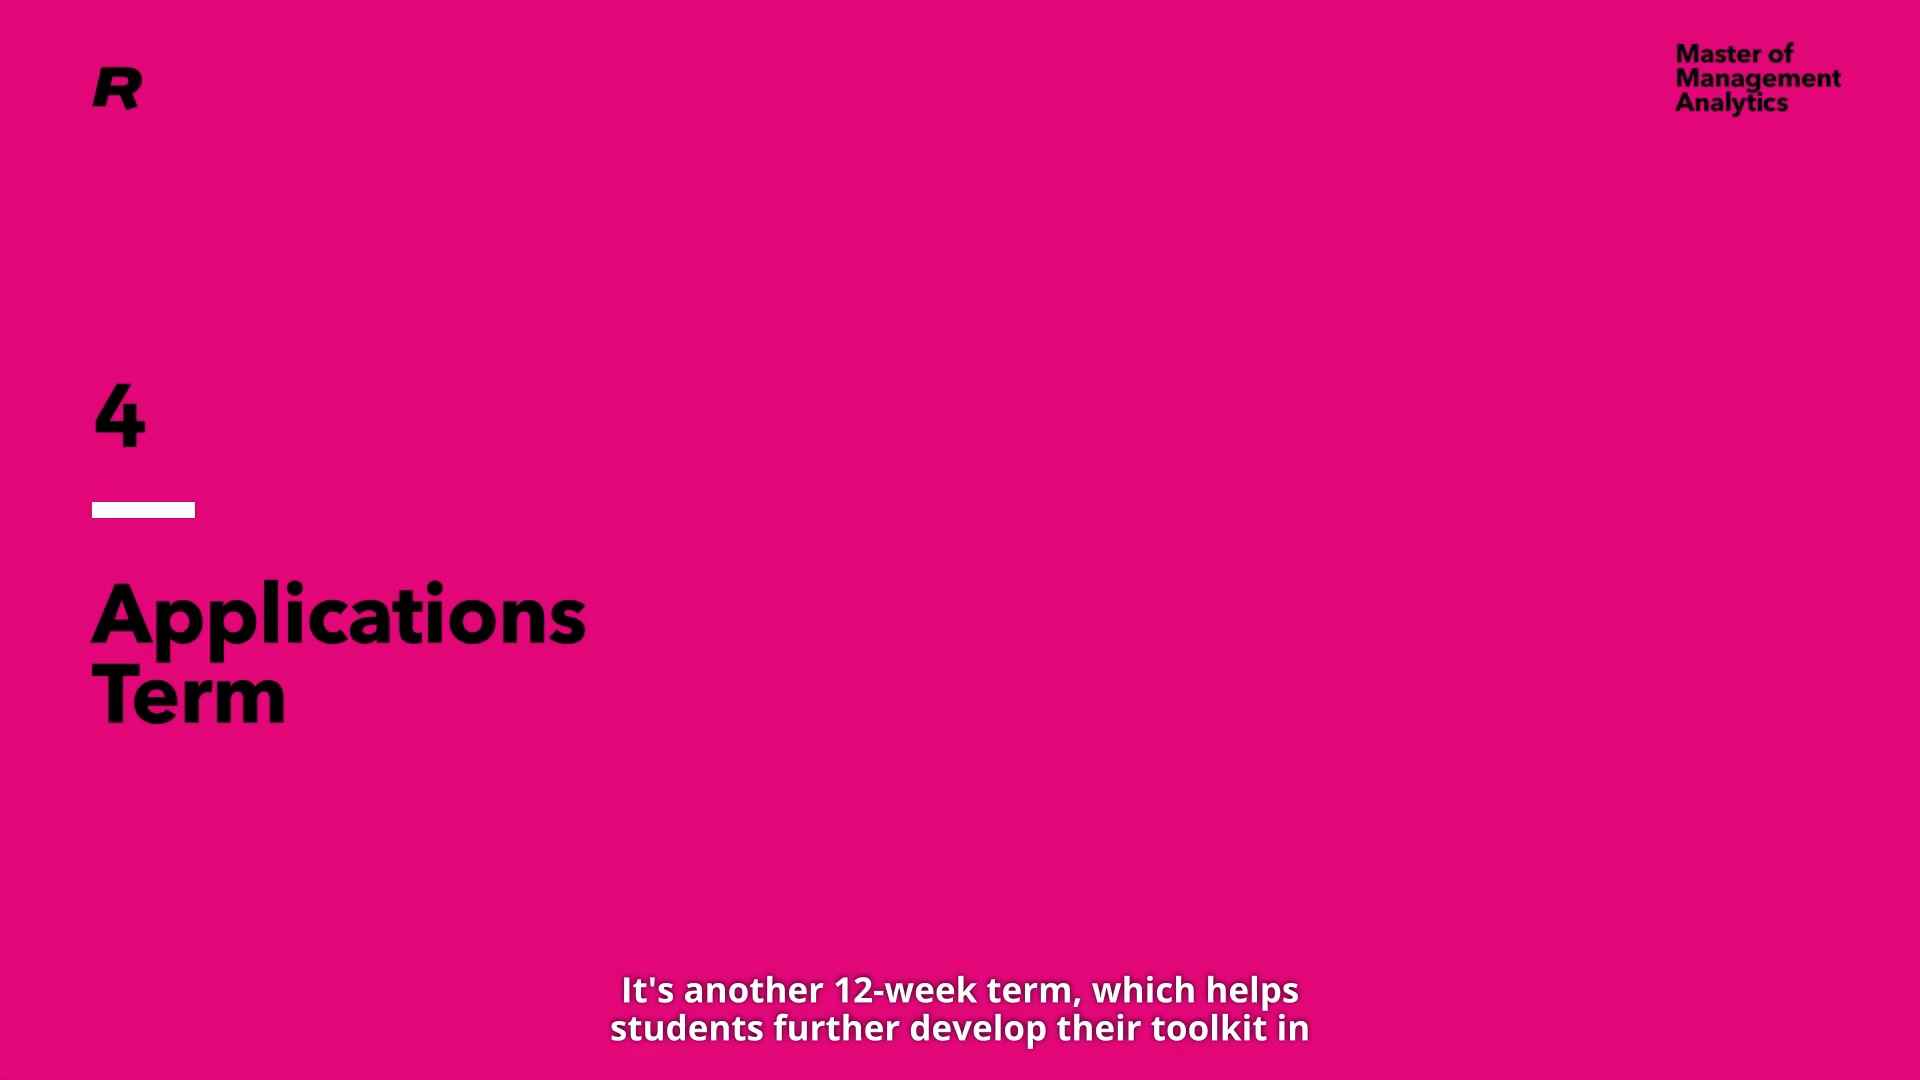 R
Master of
Management
Analytics
4
Applications
Term
It's another 12-week term, which helps
students further develop their toolkit in